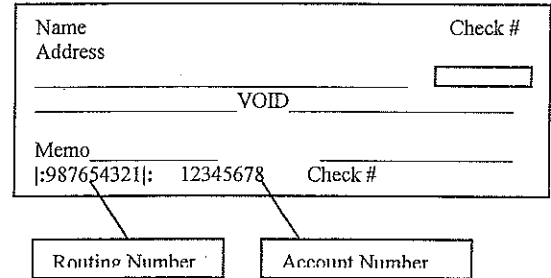 Name Check #
Address
VOID
Memo
|:987654321|: 12345678 Check #
Routing Number Account Number